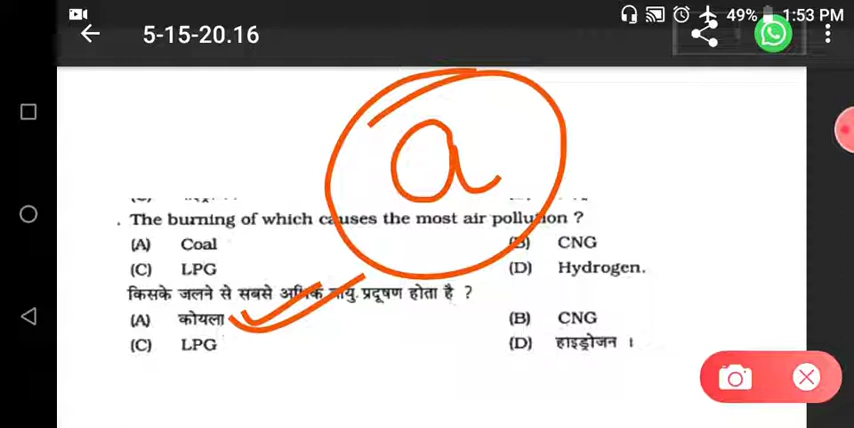 49% 1:53 PM
5-15-20.16
a
. The burning of which causes the most air pollution ?
(A) Coal (B) CNG
(C) LPG (D) Hydrogen.
किसके जलने से सबसे अधिक वायु प्रदूषण होता है ?
(A) कोयला (B) CNG
(C) LPG (D) हाइड्रोजन ।